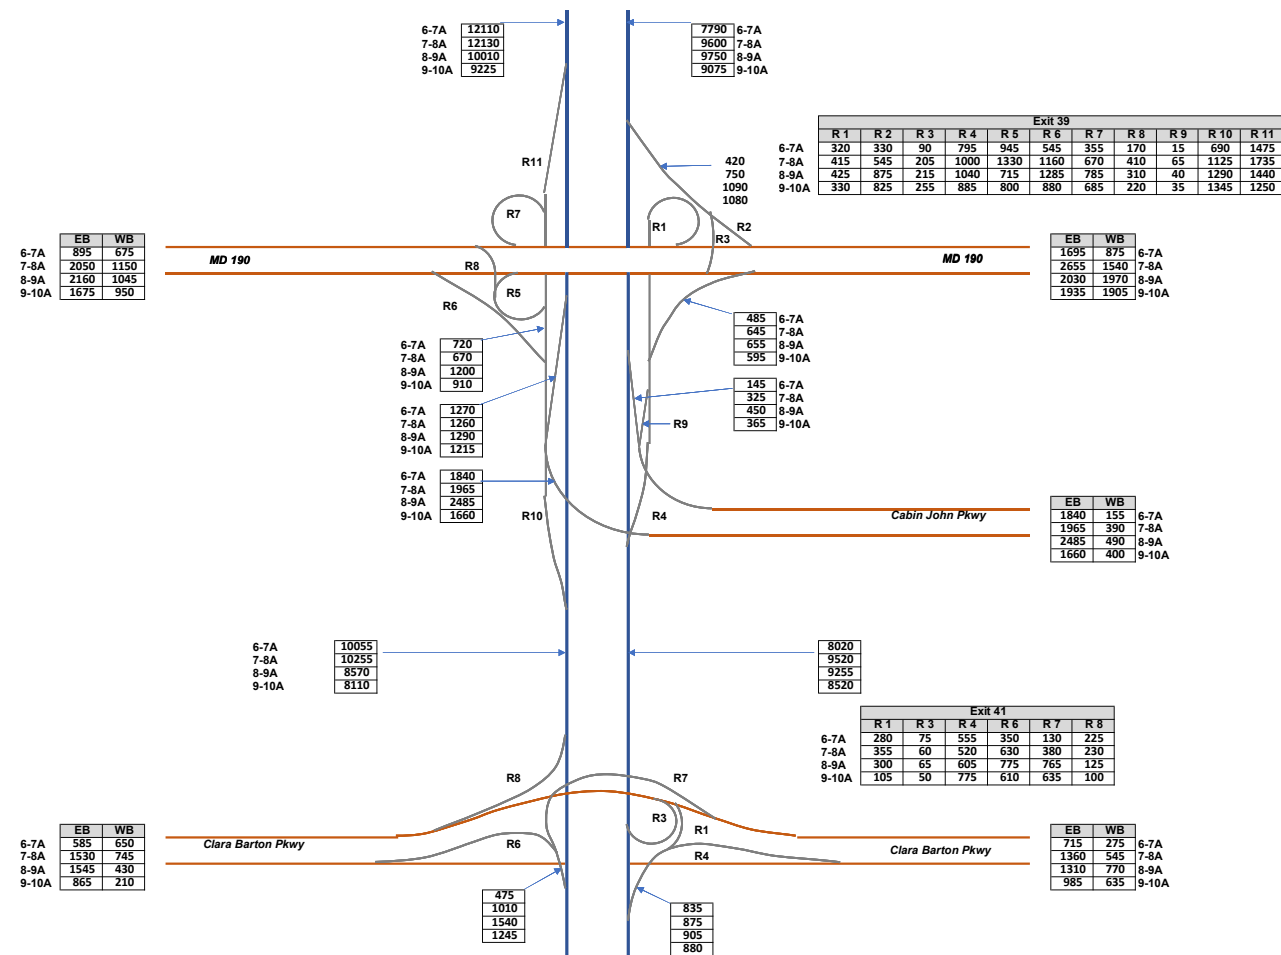 6-7A 12110 7790 6-7A
7-8A 12130 9600 7-8A
8-9A 10010 9750 8-9A
9-10A 9225 9075 9-10A
Exit 39
R 1 R 2 R 3 R 4 R 5 R 6 R 7 R 8 R 9 R 10 R 11
6-7A 320 330 90 795 945 545 355 170 15 690 1475
7-8A 415 545 205 1000 1330 1160 670 410 65 1125 1735
8-9A 425 875 215 1040 715 1285 785 310 40 1290 1440
9-10A 330 825 255 885 800 880 685 220 35 1345 1250
R11
420
750
1090
1080
R7
R1
R2
R3
EB WB
6-7A 895 675
7-8A 2050 1150
8-9A 2160 1045
9-10A 1675 950
MD 190
MD 190
EB WB
1695 875 6-7A
2655 1540 7-8A
2030 1970 8-9A
1935 1905 9-10A
R8
R5
R6
485 6-7A
645 7-8A
655 8-9A
595 9-10A
6-7A 720
7-8A 670
8-9A 1200
9-10A 910
145 6-7A
325 7-8A
450 8-9A
365 9-10A
R9
6-7A 1270
7-8A 1260
8-9A 1290
9-10A 1215
6-7A 1840
7-8A 1965
8-9A 2485
9-10A 1660
R10
R4
Cabin John Pkwy
EB WB
1840 155 6-7A
1965 390 7-8A
2485 490 8-9A
1660 400 9-10A
6-7A 10055
7-8A 10255
8-9A 8570
9-10A 8110
8020
9520
9255
8520
Exit 41
R 1 R 3 R 4 R 6 R 7 R 8
6-7A 280 75 555 350 130 225
7-8A 355 60 520 630 380 230
8-9A 300 65 605 775 765 125
9-10A 105 50 775 610 635 100
R8
R7
R3
R1
R6
R4
EB WB
6-7A 585 650
7-8A 1530 745
8-9A 1545 430
9-10A 865 210
Clara Barton Pkwy
Clara Barton Pkwy
EB WB
715 275 6-7A
1360 545 7-8A
1310 770 8-9A
985 635 9-10A
475
1010
1540
1245
835
875
905
880